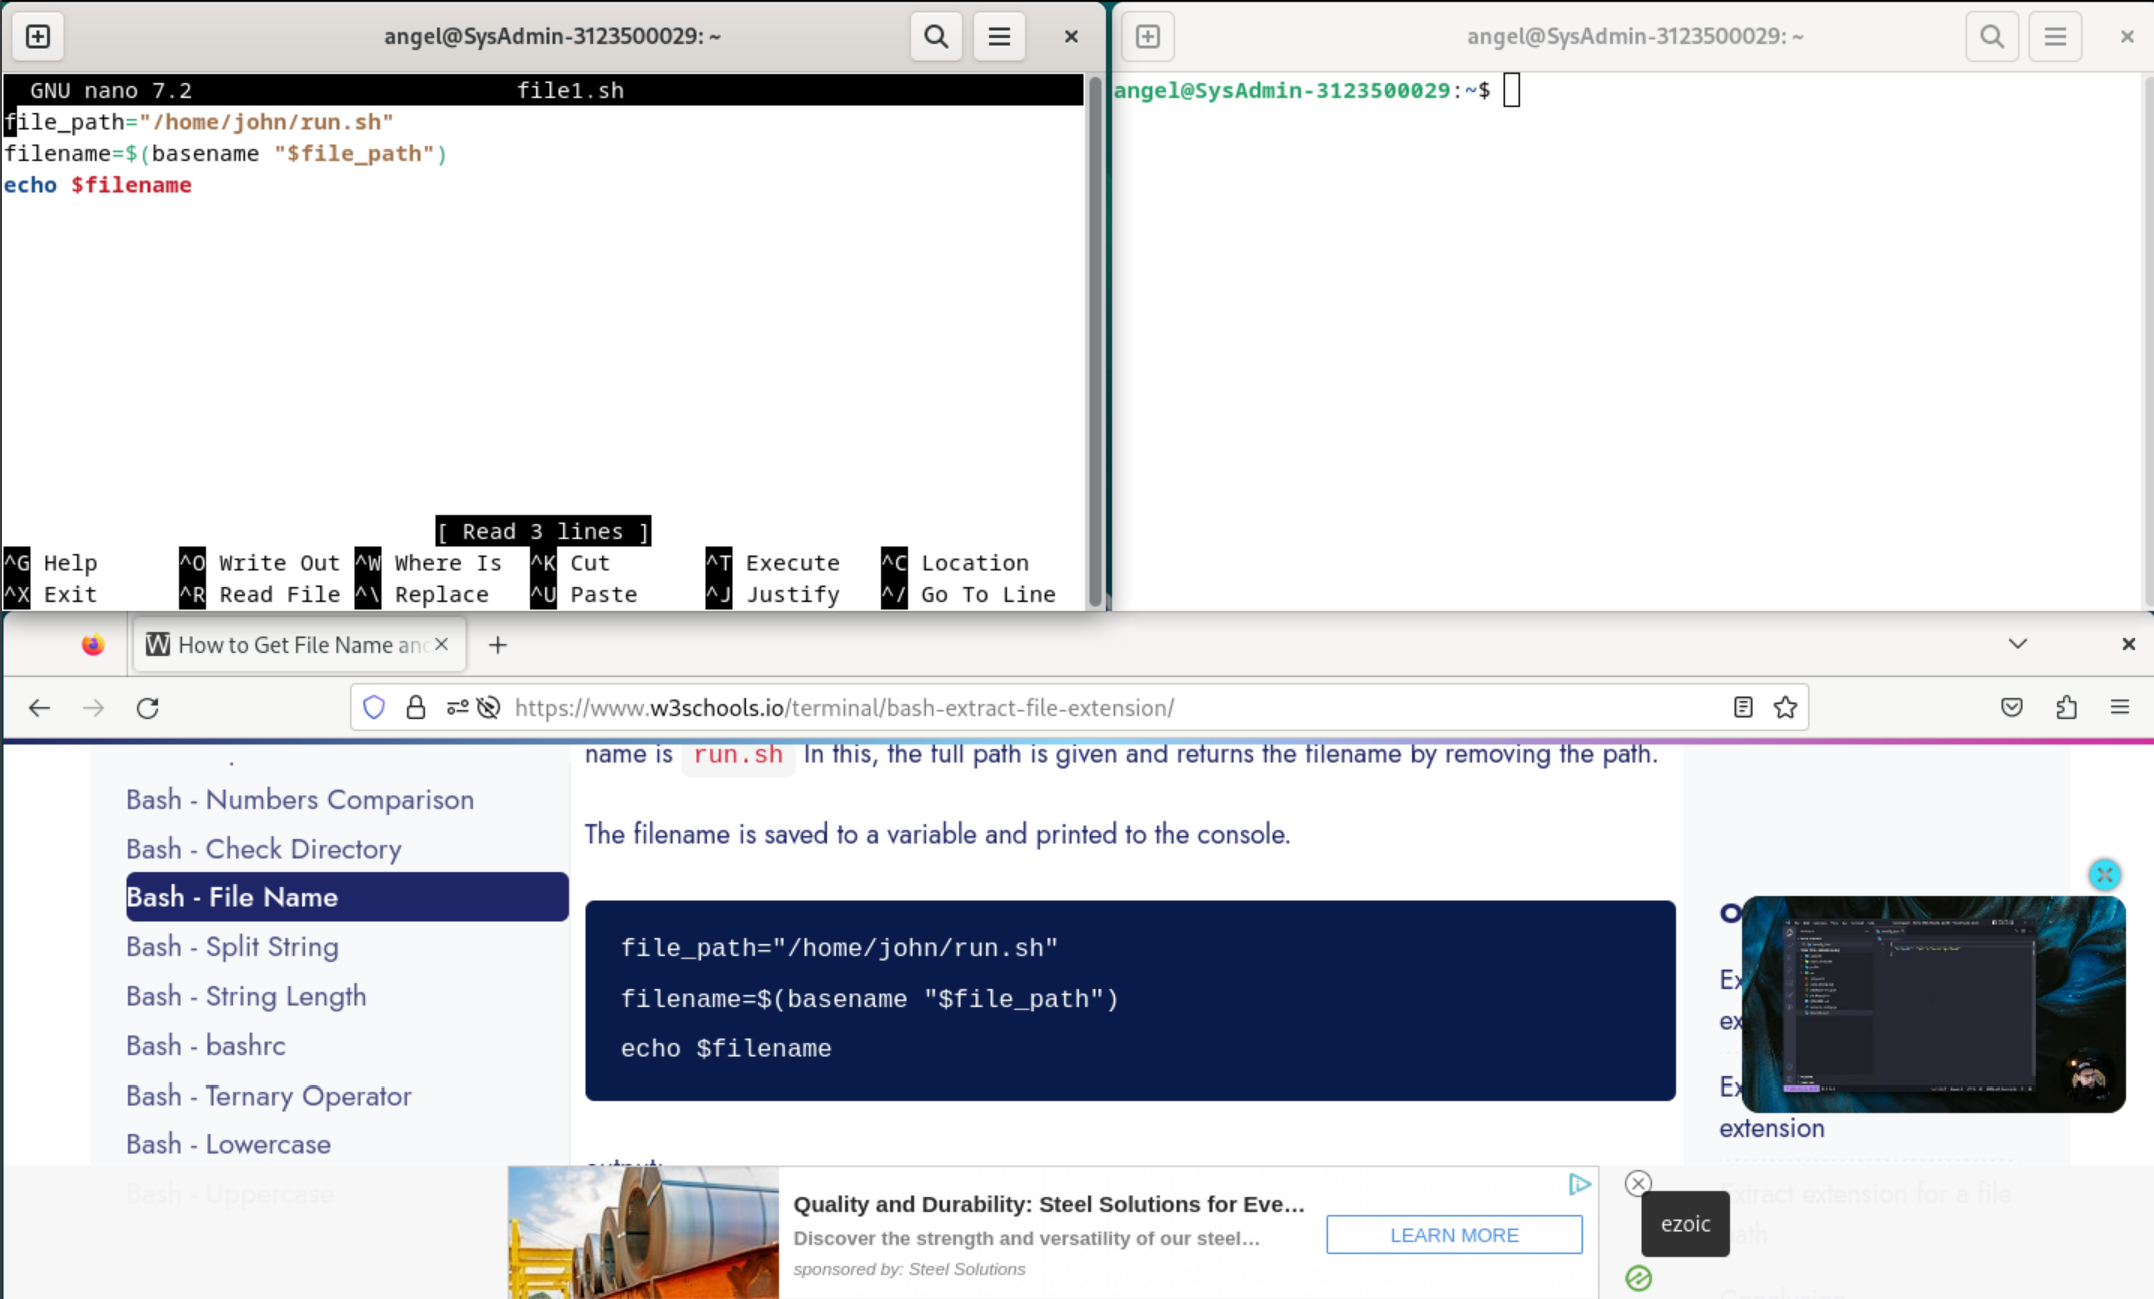 angel@SysAdmin-3123500029: ~
GNU nano 7.2 file1.sh
file_path="/home/john/run.sh"
filename=$(basename "$file_path")
echo $filename
[ Read 3 lines ]
^G Help ^O Write Out ^W Where Is ^K Cut ^T Execute ^C Location
^X Exit ^R Read File ^\ Replace ^U Paste ^J Justify ^/ Go To Line
angel@SysAdmin-3123500029: ~
angel@SysAdmin-3123500029:~$
How to Get File Name an
https://www.w3schools.io/terminal/bash-extract-file-extension/
Bash - Numbers Comparison
Bash - Check Directory
Bash - File Name
Bash - Split String
Bash - String Length
Bash - bashrc
Bash - Ternary Operator
Bash - Lowercase
Bash - Uppercase
name is run.sh In this, the full path is given and returns the filename by removing the path.
The filename is saved to a variable and printed to the console.
file_path="/home/john/run.sh"
filename=$(basename "$file_path")
echo $filename
output:
extension
Extract extension for a file
path
Conclusion
Quality and Durability: Steel Solutions for Eve...
Discover the strength and versatility of our steel...
sponsored by: Steel Solutions
LEARN MORE
ezoic